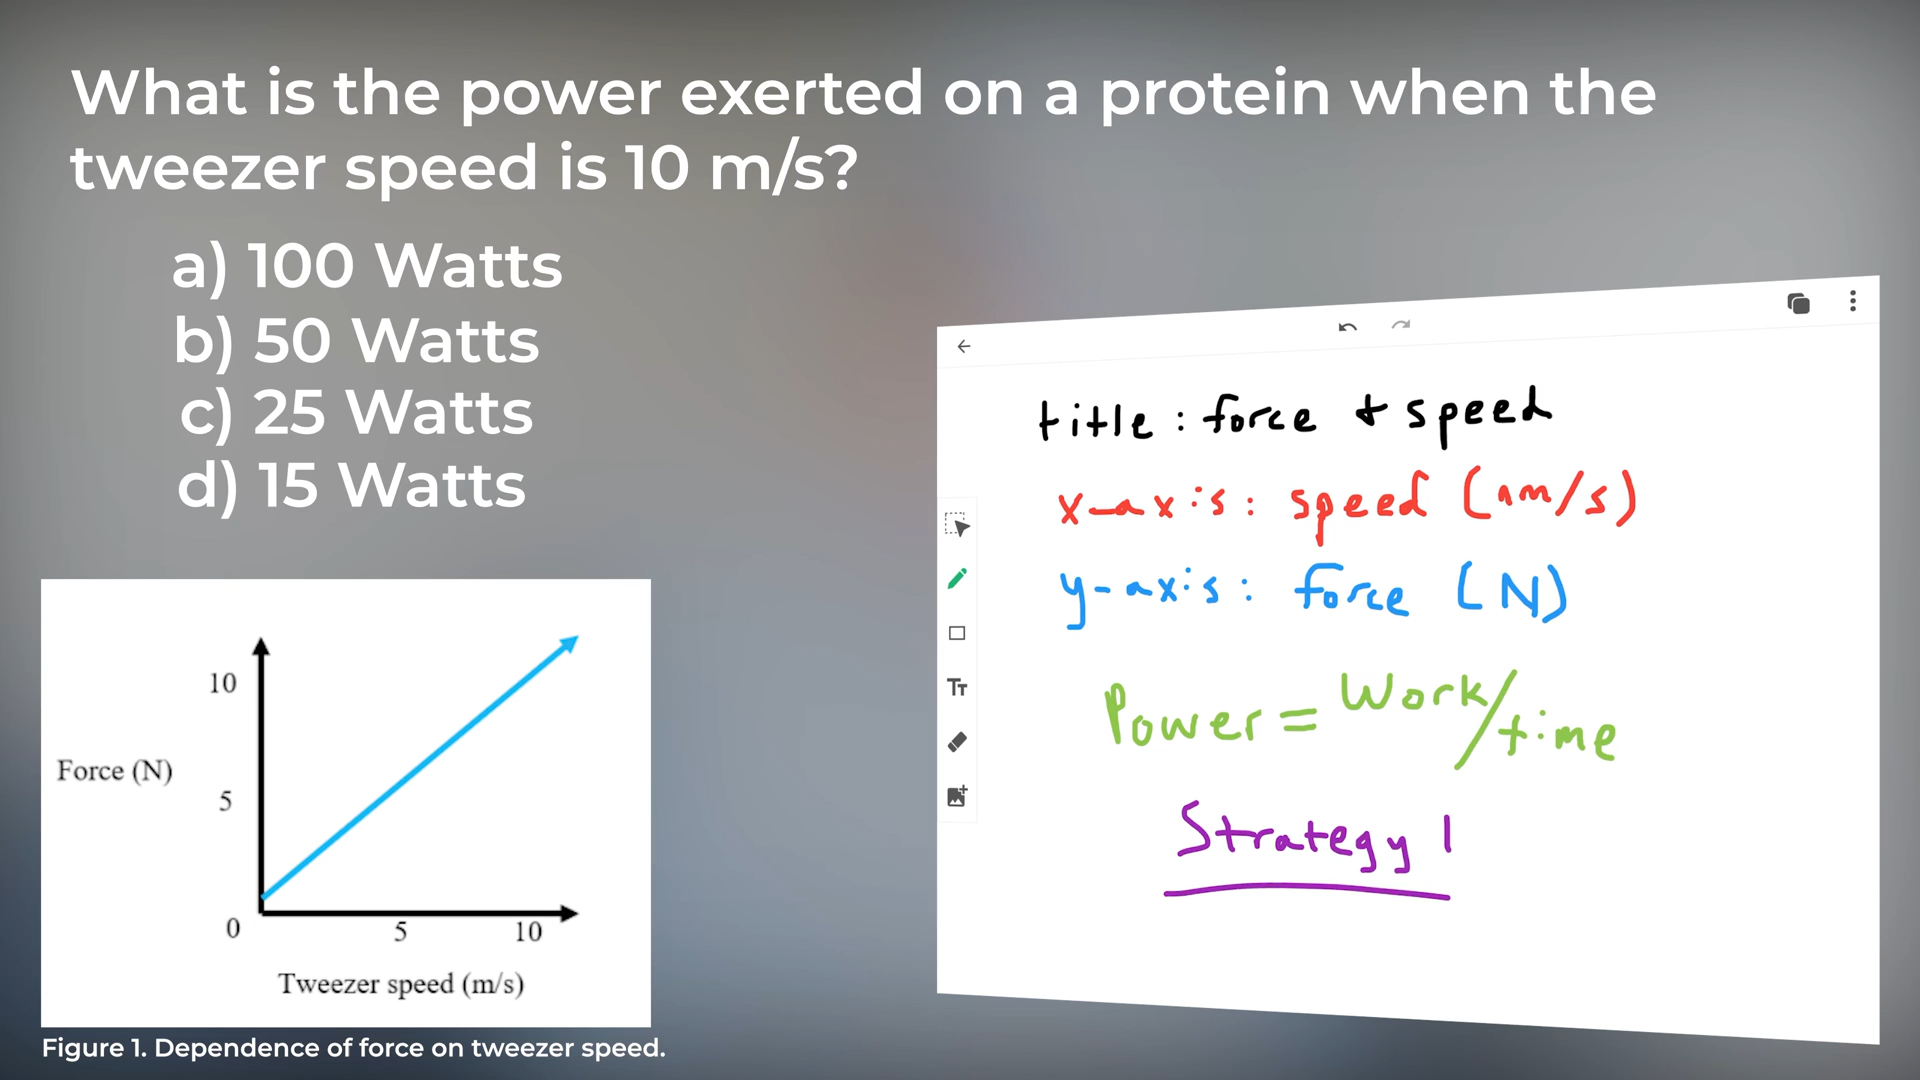 What is the power exerted on a protein when the
tweezer speed is 10 m/s?
a) 100 Watts
b) 50 Watts
c) 25 Watts
d) 15 Watts
10
Force (N)
5
0
5
10
Tweezer speed (m/s)
Figure 1. Dependence of force on tweezer speed.
title: force + speed
x-axis: speed (nm/s)
y-axis: force (N)
Power = Work/time
Strategy 1
TT